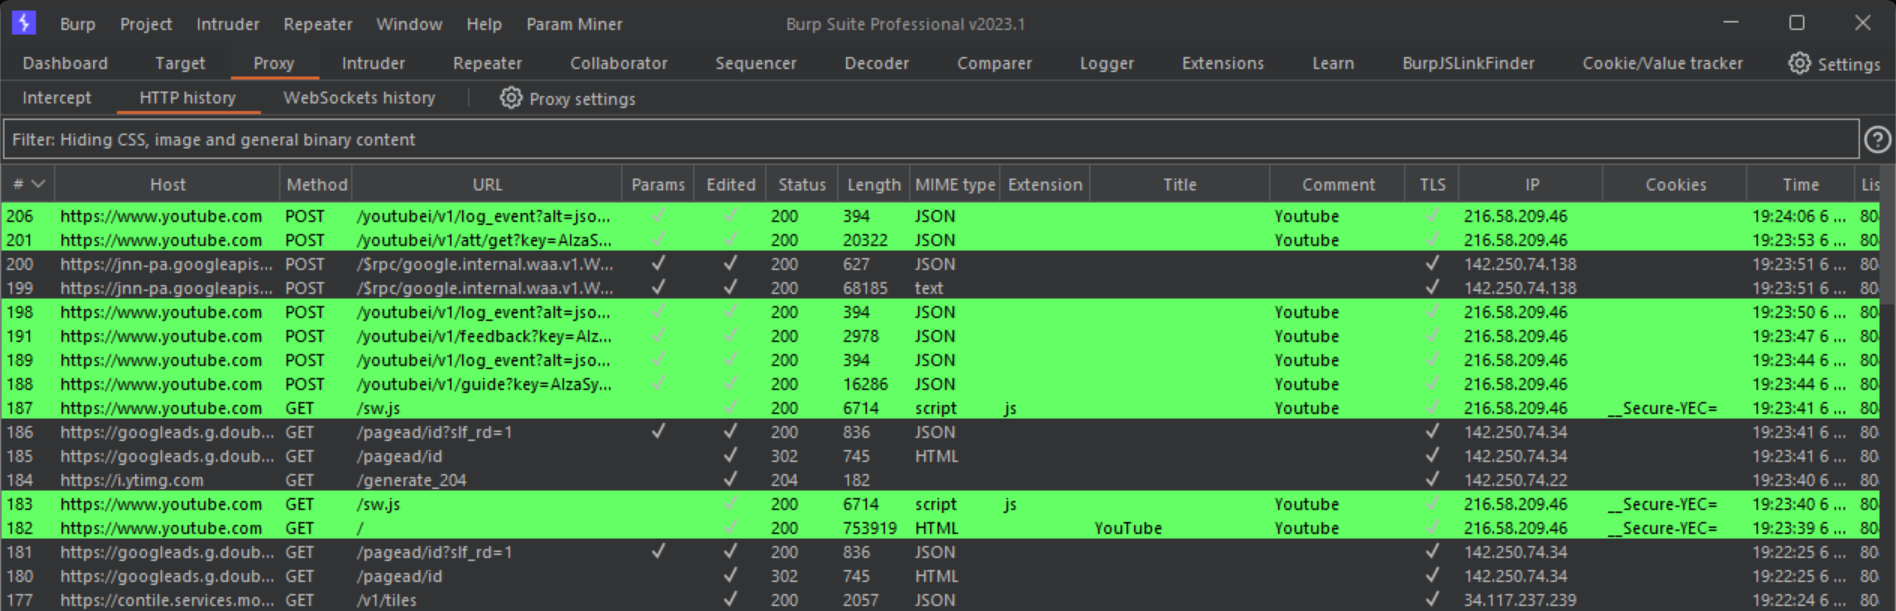 Burp Project Intruder Repeater Window Help Param Miner Burp Suite Professional v2023.1
Dashboard Target Proxy Intruder Repeater Collaborator Sequencer Decoder Comparer Logger Extensions Learn BurpJSLinkFinder Cookie/Value tracker Settings
Intercept HTTP history WebSockets history Proxy settings
Filter: Hiding CSS, image and general binary content ?
# Host Method URL Params Edited Status Length MIME type Extension Title Comment TLS IP Cookies Time Lis
206 https://www.youtube.com POST /youtubei/v1/log_event?alt=jso... 200 394 JSON Youtube 216.58.209.46 19:24:06 6 ... 80
201 https://www.youtube.com POST /youtubei/v1/att/get?key=AlzaS... 200 20322 JSON Youtube 216.58.209.46 19:23:53 6 ... 80
200 https://jnn-pa.googleapis... POST /$rpc/google.internal.waa.v1.W... 200 627 JSON 142.250.74.138 19:23:51 6 ... 80
199 https://jnn-pa.googleapis... POST /$rpc/google.internal.waa.v1.W... 200 68185 text 142.250.74.138 19:23:51 6 ... 80
198 https://www.youtube.com POST /youtubei/v1/log_event?alt=jso... 200 394 JSON Youtube 216.58.209.46 19:23:50 6 ... 80
191 https://www.youtube.com POST /youtubei/v1/feedback?key=Alz... 200 2978 JSON Youtube 216.58.209.46 19:23:47 6 ... 80
189 https://www.youtube.com POST /youtubei/v1/log_event?alt=jso... 200 394 JSON Youtube 216.58.209.46 19:23:44 6 ... 80
188 https://www.youtube.com POST /youtubei/v1/guide?key=AlzaSy... 200 16286 JSON Youtube 216.58.209.46 19:23:44 6 ... 80
187 https://www.youtube.com GET /sw.js 200 6714 script js Youtube 216.58.209.46 __Secure-YEC= 19:23:41 6 ... 80
186 https://googleads.g.doub... GET /pagead/id?slf_rd=1 200 836 JSON 142.250.74.34 19:23:41 6 ... 80
185 https://googleads.g.doub... GET /pagead/id 302 745 HTML 142.250.74.34 19:23:41 6 ... 80
184 https://i.ytimg.com GET /generate_204 204 182 142.250.74.22 19:23:40 6 ... 80
183 https://www.youtube.com GET /sw.js 200 6714 script js Youtube 216.58.209.46 __Secure-YEC= 19:23:40 6 ... 80
182 https://www.youtube.com GET / 200 753919 HTML YouTube Youtube 216.58.209.46 __Secure-YEC= 19:23:39 6 ... 80
181 https://googleads.g.doub... GET /pagead/id?slf_rd=1 200 836 JSON 142.250.74.34 19:22:25 6 ... 80
180 https://googleads.g.doub... GET /pagead/id 302 745 HTML 142.250.74.34 19:22:25 6 ... 80
177 https://contile.services.mo... GET /v1/tiles 200 2057 JSON 34.117.237.239 19:22:24 6 ... 80